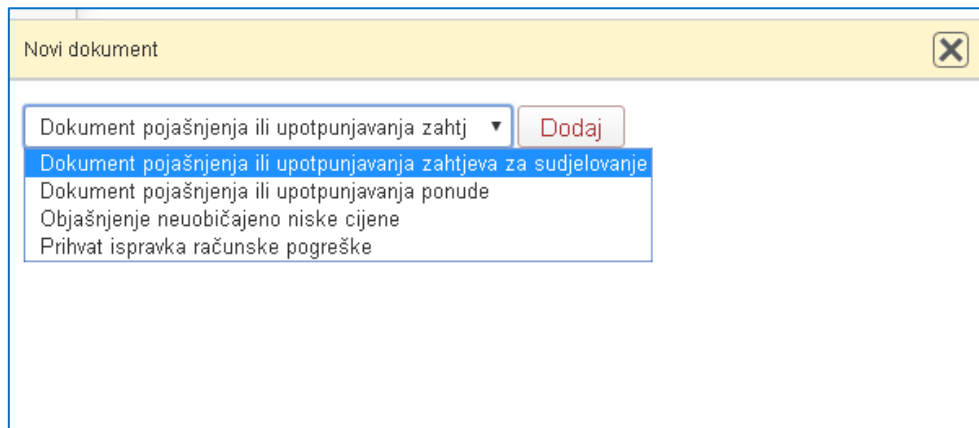 Novi dokument
Dokument pojašnjenja ili upotpunjavanja zahtj Dodaj
Dokument pojašnjenja ili upotpunjavanja zahtjeva za sudjelovanje
Dokument pojašnjenja ili upotpunjavanja ponude
Objašnjenje neuobičajeno niske cijene
Prihvat ispravka računske pogreške